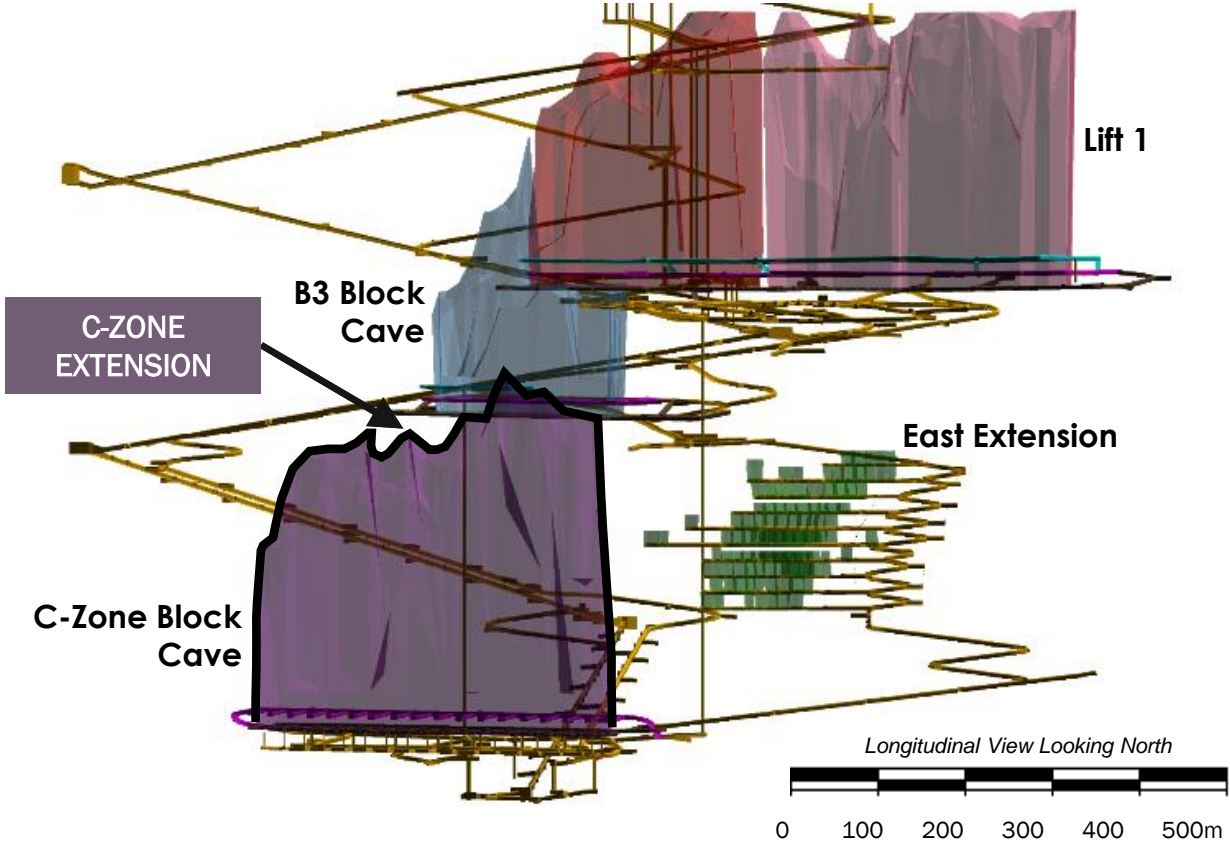 Lift 1
B3 Block
Cave
C-ZONE
EXTENSION
East Extension
C-Zone Block
Cave
Longitudinal View Looking North
0 100 200 300 400 500m